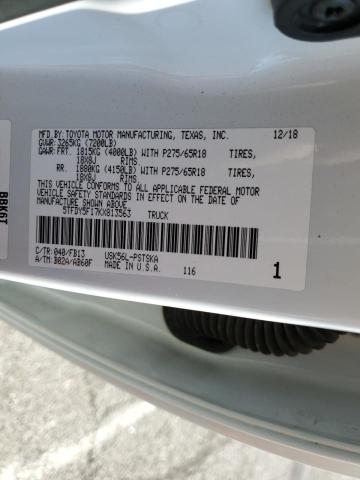 MFD.BY: TOYOTA MOTOR MANUFACTURING, TEXAS, INC. 12/18
GVWR: 3265KG (7200LB)
GAWR: FRT. 1815KG (4000LB) WITH P275/65R18 TIRES,
18X8J RIMS
RR. 1880KG (4150LB) WITH P275/65R18 TIRES,
18X8J RIMS
THIS VEHICLE CONFORMS TO ALL APPLICABLE FEDERAL MOTOR
VEHICLE SAFETY STANDARDS IN EFFECT ON THE DATE OF
MANUFACTURE SHOWN ABOVE.
5TFDY5F17KX813563 TRUCK
C/TR: 040/FB13 USK56L-PSTSKA
A/TM: B02A/AB60F MADE IN U.S.A. 116 1
BBK6T